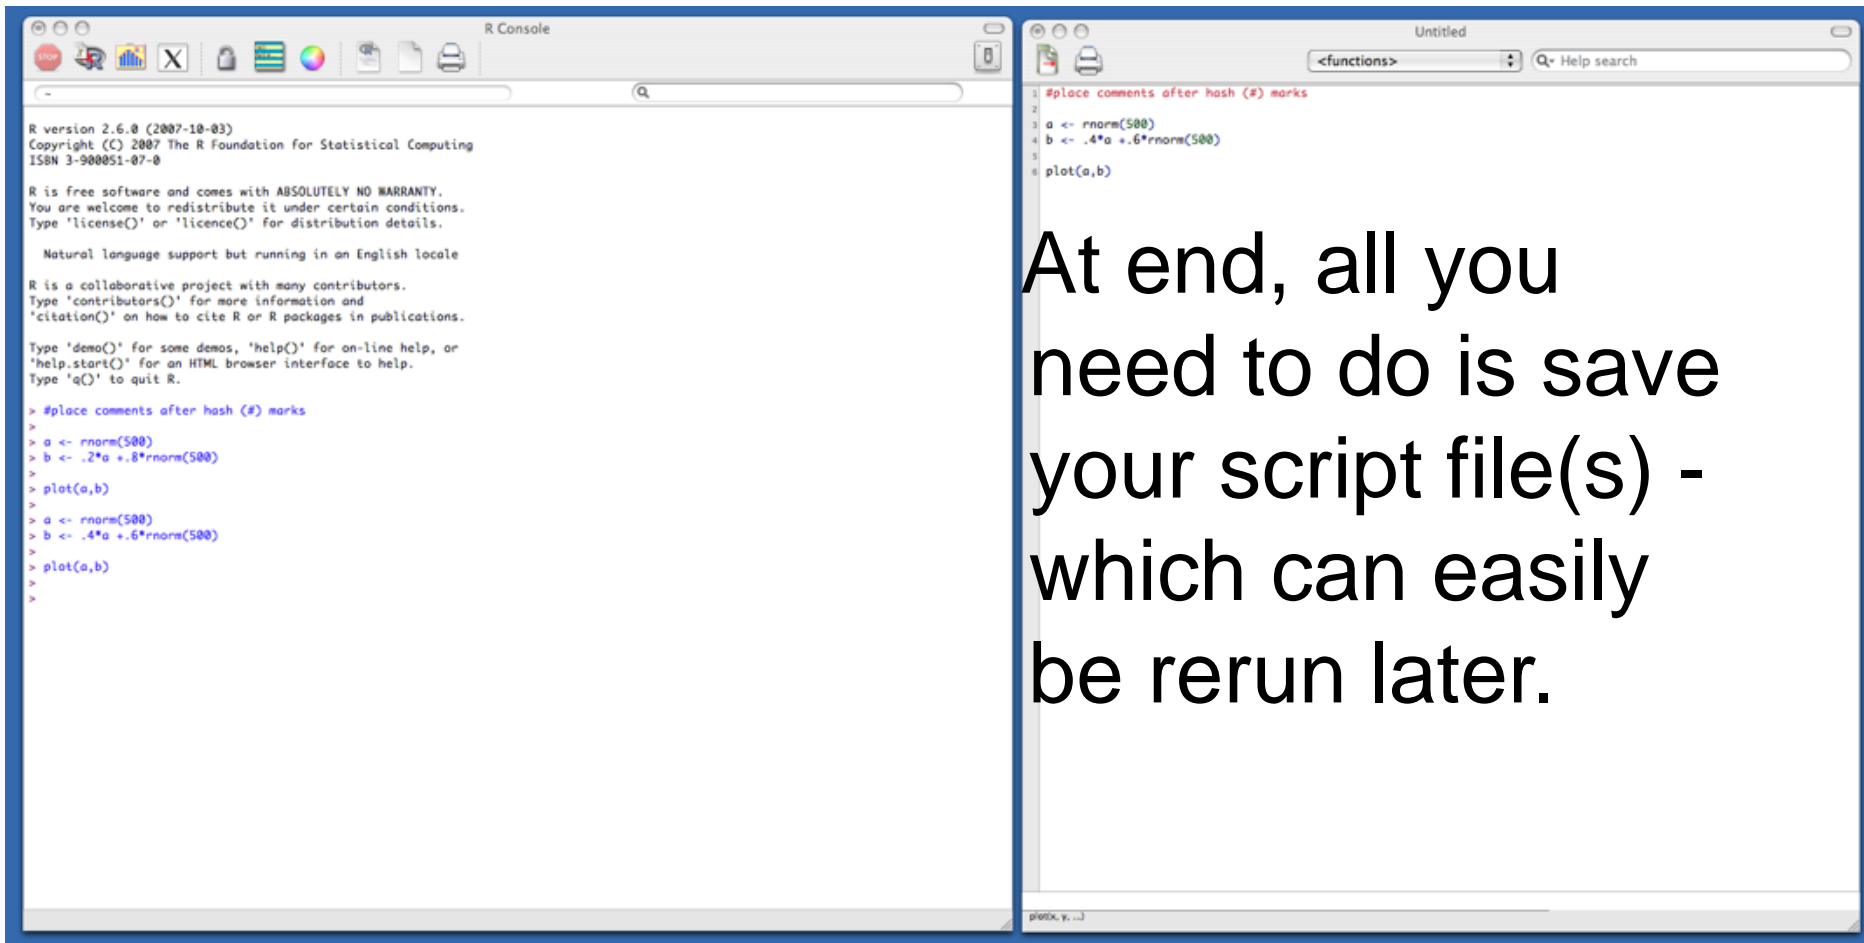 R Console
STOP
R
X
~
R version 2.6.0 (2007-10-03)
Copyright (C) 2007 The R Foundation for Statistical Computing
ISBN 3-900051-07-0
R is free software and comes with ABSOLUTELY NO WARRANTY.
You are welcome to redistribute it under certain conditions.
Type 'license()' or 'licence()' for distribution details.
Natural language support but running in an English locale
R is a collaborative project with many contributors.
Type 'contributors()' for more information and
'citation()' on how to cite R or R packages in publications.
Type 'demo()' for some demos, 'help()' for on-line help, or
'help.start()' for an HTML browser interface to help.
Type 'q()' to quit R.
> #place comments after hash (#) marks
>
> a <- rnorm(500)
> b <- .2*a +.8*rnorm(500)
>
> plot(a,b)
>
> a <- rnorm(500)
> b <- .4*a +.6*rnorm(500)
>
> plot(a,b)
>
>
Untitled
<functions>
Help search
1 #place comments after hash (#) marks
2
3 a <- rnorm(500)
4 b <- .4*a +.6*rnorm(500)
5
6 plot(a,b)
At end, all you
need to do is save
your script file(s) -
which can easily
be rerun later.
plot(x, y, ...)